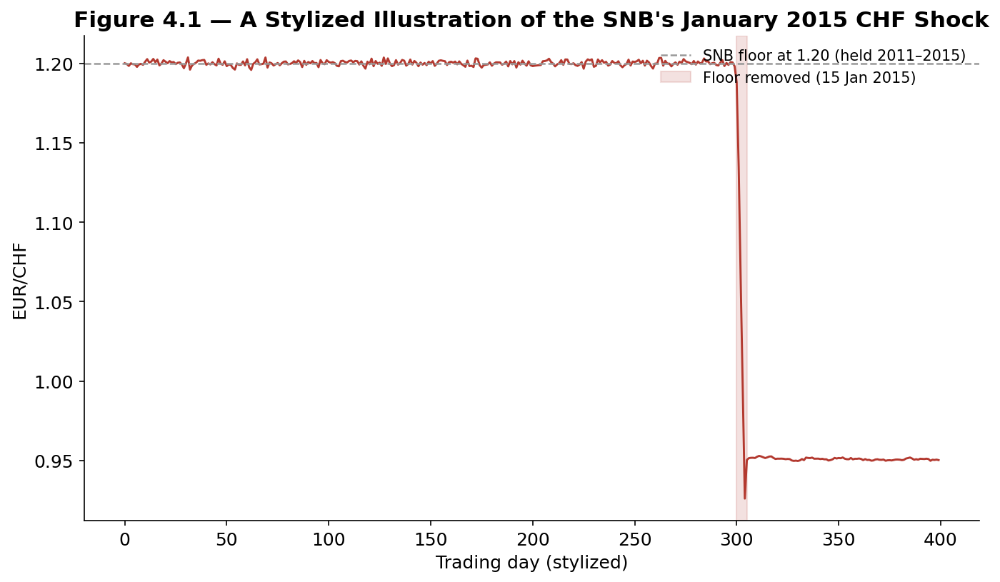 Figure 4.1 — A Stylized Illustration of the SNB's January 2015 CHF Shock
SNB floor at 1.20 (held 2011–2015)
Floor removed (15 Jan 2015)
1.20
1.15
1.10
1.05
1.00
0.95
EUR/CHF
0 50 100 150 200 250 300 350 400
Trading day (stylized)